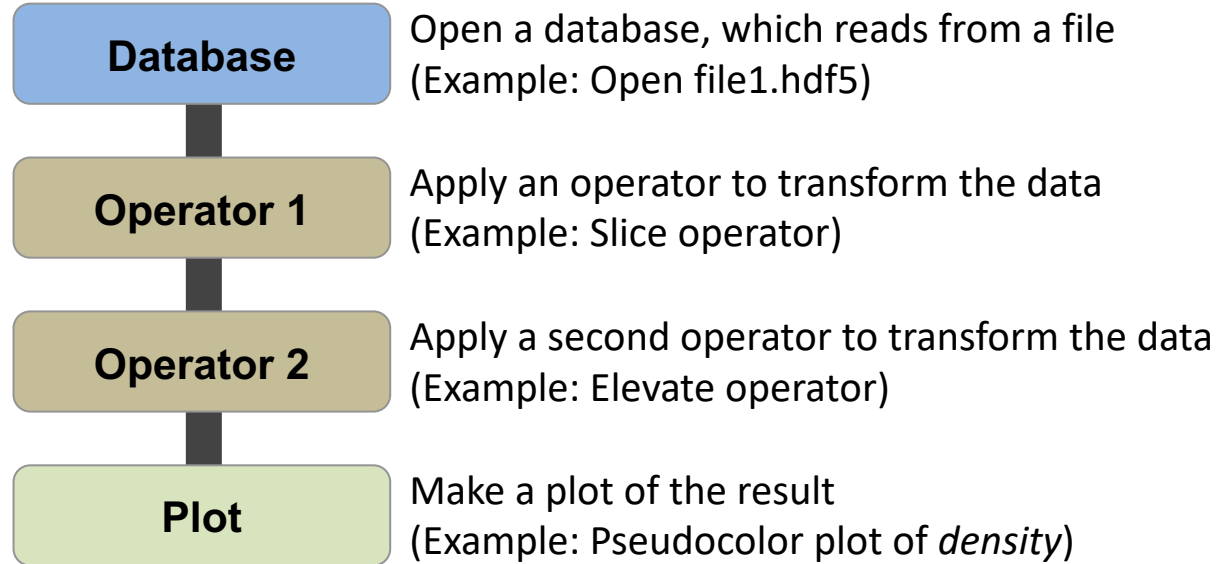 Database
Open a database, which reads from a file
(Example: Open file1.hdf5)
Operator 1
Apply an operator to transform the data
(Example: Slice operator)
Operator 2
Apply a second operator to transform the data
(Example: Elevate operator)
Plot
Make a plot of the result
(Example: Pseudocolor plot of density)